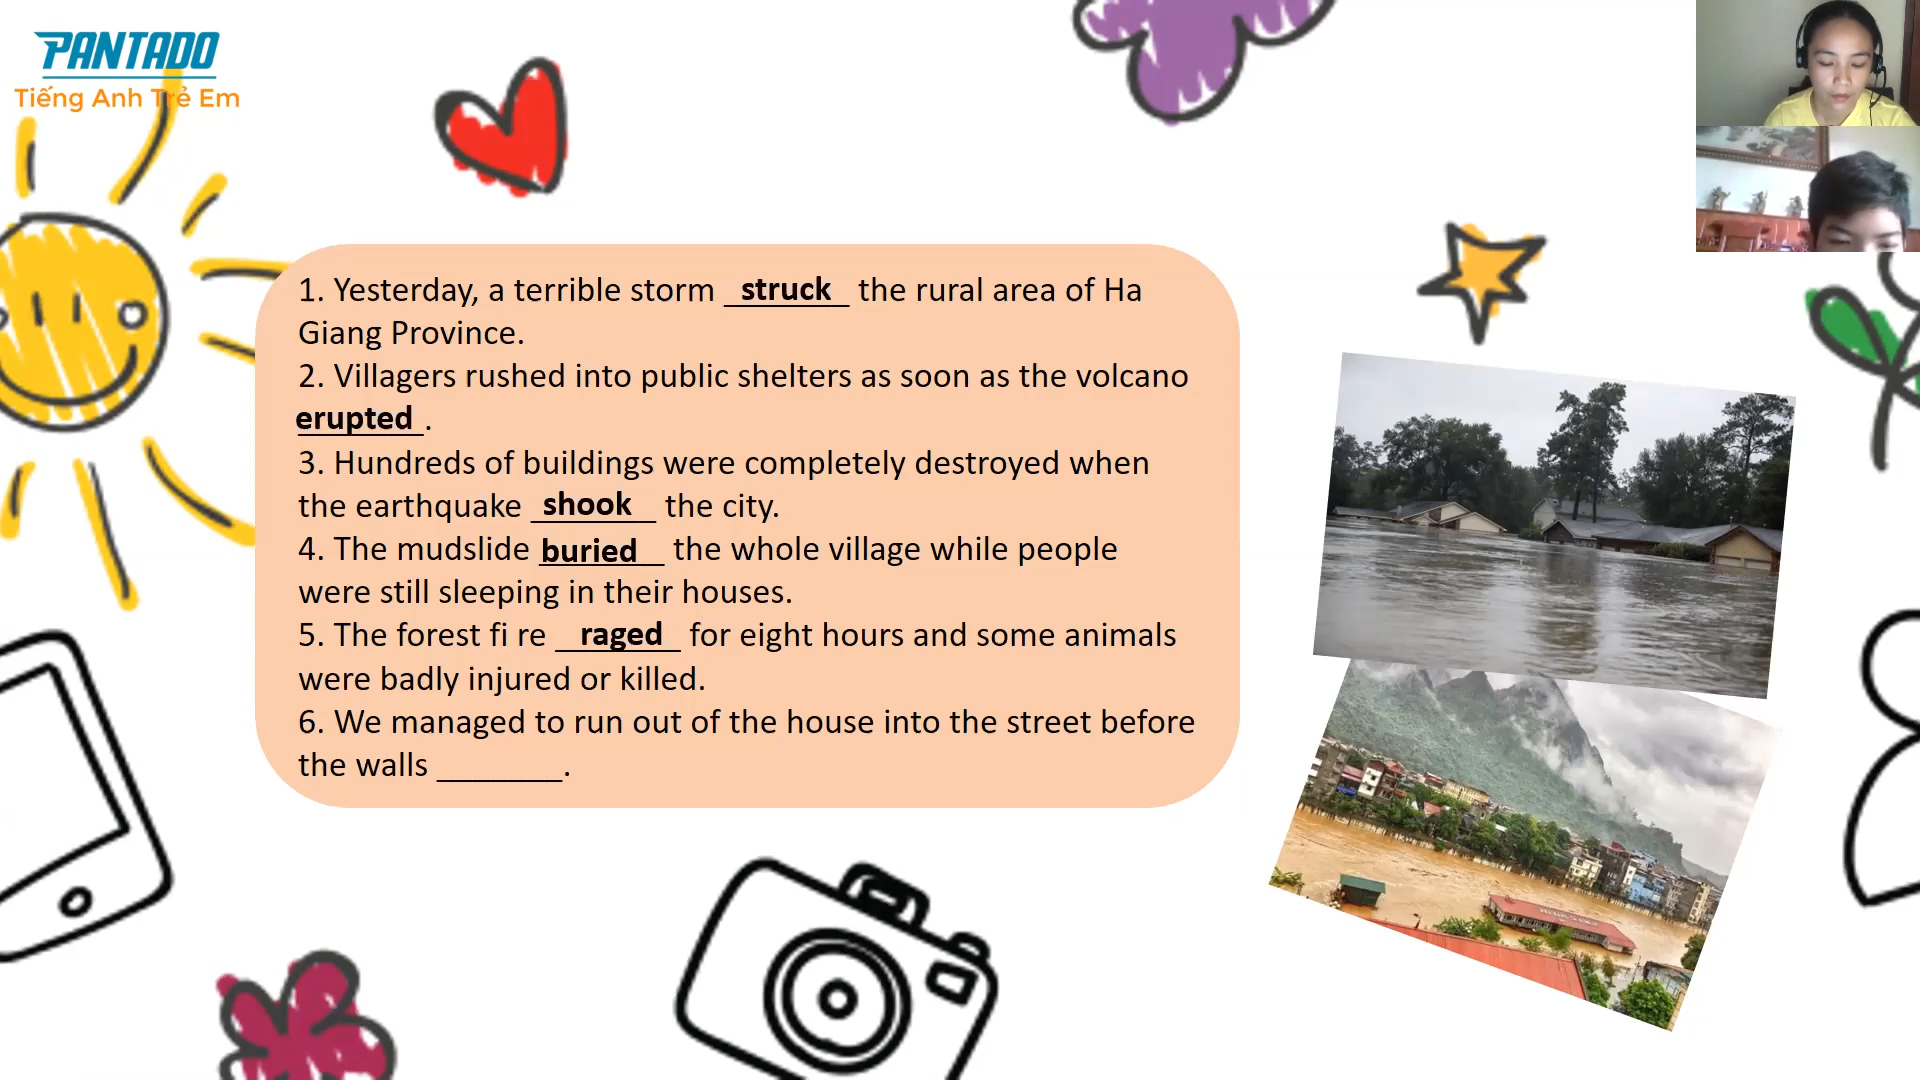 PANTADO
Tiếng Anh Trẻ Em
1. Yesterday, a terrible storm struck the rural area of Ha
Giang Province.
2. Villagers rushed into public shelters as soon as the volcano
erupted.
3. Hundreds of buildings were completely destroyed when
the earthquake shook the city.
4. The mudslide buried the whole village while people
were still sleeping in their houses.
5. The forest fi re raged for eight hours and some animals
were badly injured or killed.
6. We managed to run out of the house into the street before
the walls _______.